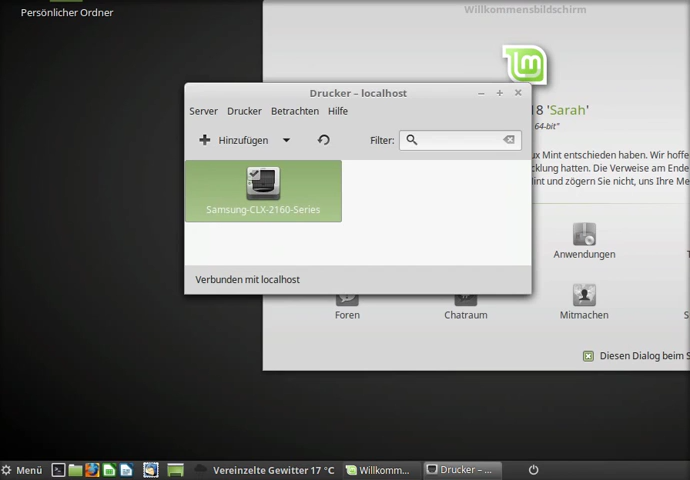 Persönlicher Ordner
Willkommensbildschirm
18 'Sarah'
64-bit"
ux Mint entschieden haben. Wir hoffe
cklung hatten. Die Verweise am Ende
Mint und zögern Sie nicht, uns Ihre Me
Drucker – localhost
Server Drucker Betrachten Hilfe
Hinzufügen Filter:
Samsung-CLX-2160-Series
Verbunden mit localhost
Anwendungen
Foren Chatraum Mitmachen
Diesen Dialog beim S
Menü Vereinzelte Gewitter 17 °C Willkomm... Drucker – ...